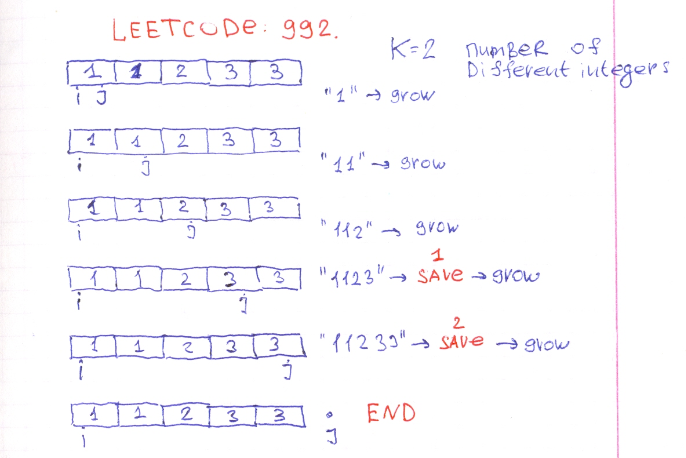 LEETCODE: 992.
K=2 number of
Different integers
1 1 2 3 3
i j "1" → grow
1 1 2 3 3
i j "11" → grow
1 1 2 3 3
i j "112" → grow
1
1 1 2 3 3 "1123" → SAVE → grow
i j
2
1 1 2 3 3 "11233" → SAVE → grow
i j
1 1 2 3 3 END
i j